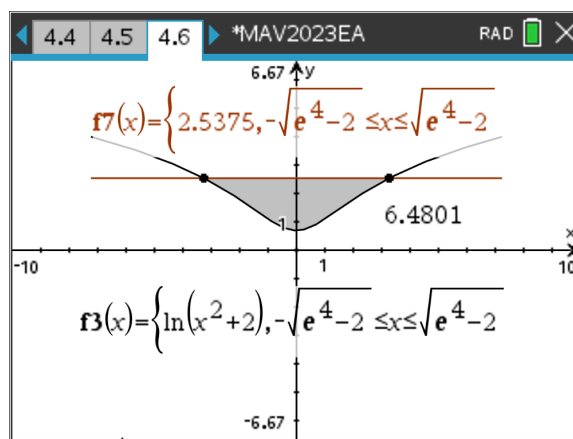 4.4 4.5 4.6 *MAV2023EA RAD
6.67 y
f7(x)={2.5375,-√(e^4-2) ≤x≤√(e^4-2)
1
6.4801
x
-10 1 10
f3(x)={ln(x^2+2),-√(e^4-2) ≤x≤√(e^4-2)
-6.67